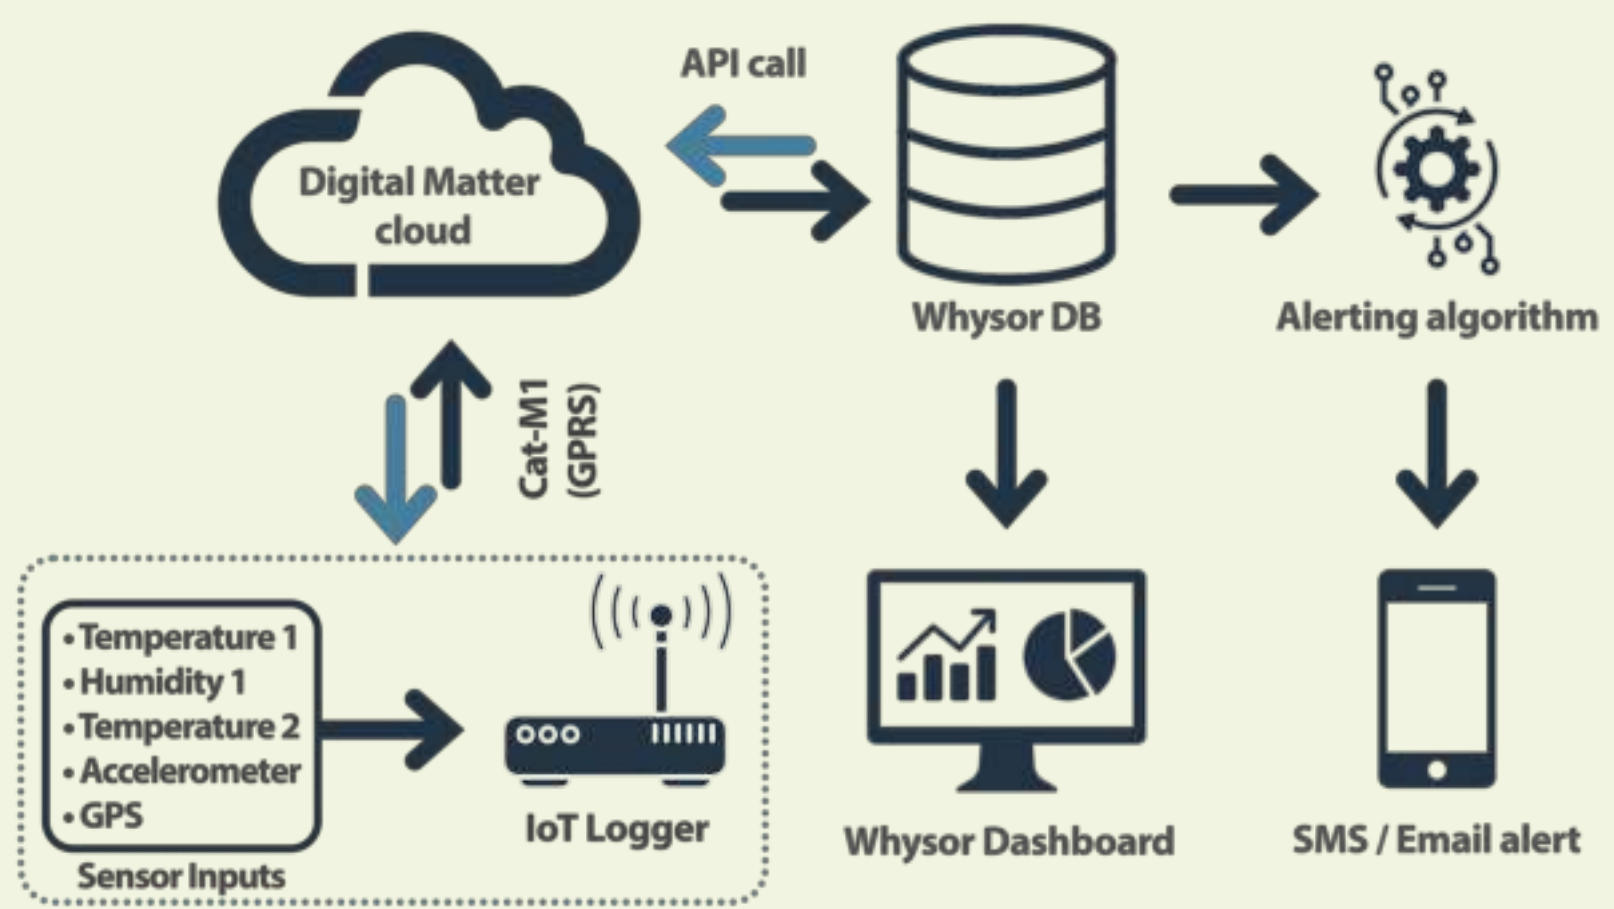 API call
Digital Matter
cloud
Whysor DB
Alerting algorithm
Cat-M1
(GPRS)
• Temperature 1
• Humidity 1
• Temperature 2
• Accelerometer
• GPS
Sensor Inputs
IoT Logger
Whysor Dashboard
SMS / Email alert